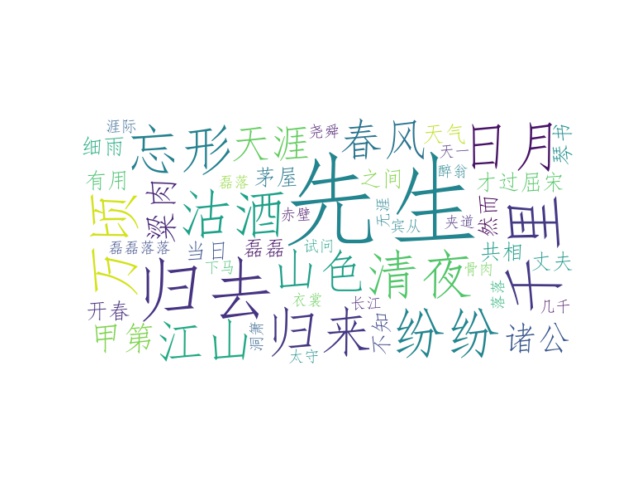 涯际
忘形
天涯
尧舜
春风
天气
日月
琴书
细雨
天一
有用
梁肉
磊落
茅屋
之间
醉翁
才过屈宋
万顷
沽酒
赤壁
先生
无涯
宾从
夹道
然而
千里
磊磊落落
当日
磊磊
试问
共相
丈夫
下马
山色
清夜
骨肉
开春
归去
衣裳
长江
落落
几千
甲第
江山
洞萧
归来
太守
不知
纷纷
诸公